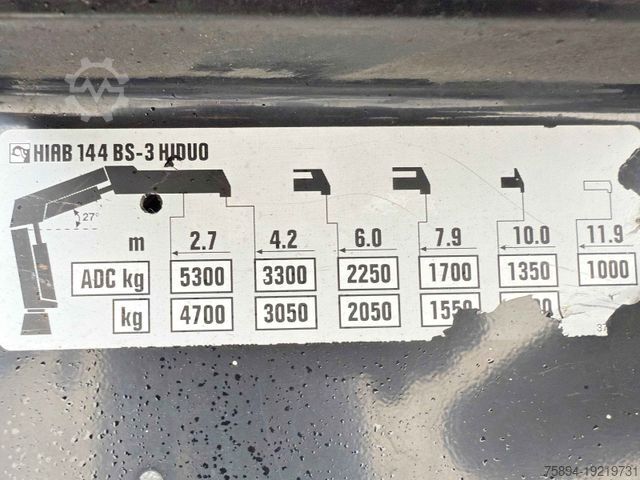 HIAB 144 BS-3 HIDUO
27°
m 2.7 4.2 6.0 7.9 10.0 11.9
ADC kg 5300 3300 2250 1700 1350 1000
kg 4700 3050 2050 1550
75894-19219731